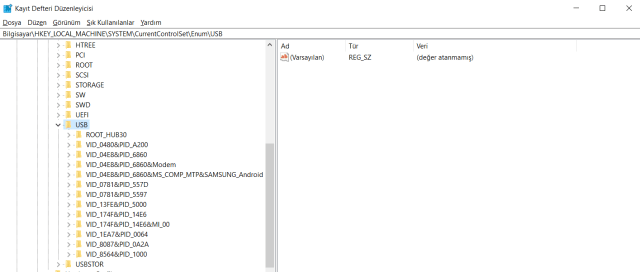 Kayıt Defteri Düzenleyicisi
Dosya Düzen Görünüm Sık Kullanılanlar Yardım
Bilgisayar\HKEY_LOCAL_MACHINE\SYSTEM\CurrentControlSet\Enum\USB
HTREE
PCI
ROOT
SCSI
STORAGE
SW
SWD
UEFI
USB
ROOT_HUB30
VID_0480&PID_A200
VID_04E8&PID_6860
VID_04E8&PID_6860&Modem
VID_04E8&PID_6860&MS_COMP_MTP&SAMSUNG_Android
VID_0781&PID_557D
VID_0781&PID_5597
VID_13FE&PID_5000
VID_174F&PID_14E6
VID_174F&PID_14E6&MI_00
VID_1EA7&PID_0064
VID_8087&PID_0A2A
VID_8564&PID_1000
USBSTOR
Ad Tür Veri
ab (Varsayılan) REG_SZ (değer atanmamış)